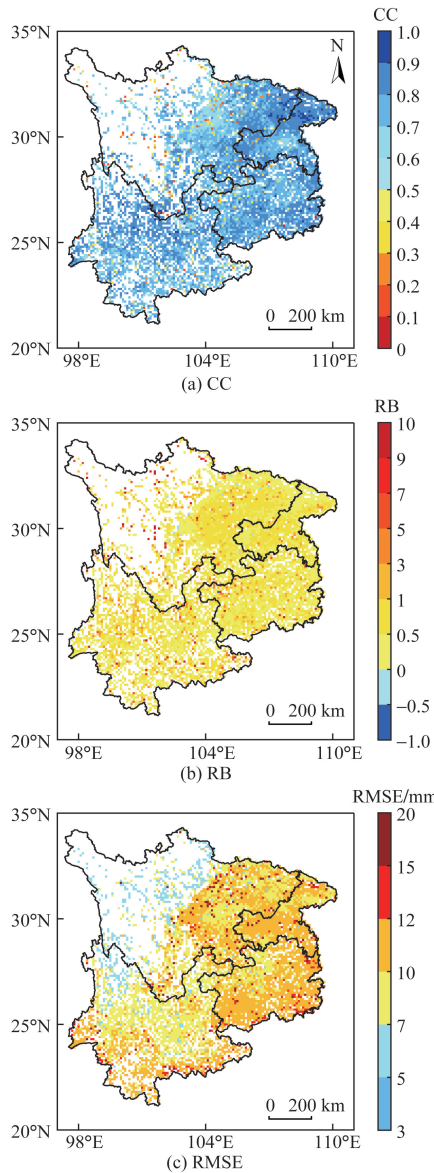 CC
35°N
N
1.0
0.9
0.8
30°N
0.7
0.6
0.5
0.4
25°N
0.3
0.2
0.1
0 200 km
0
20°N
98°E 104°E 110°E
(a) CC
RB
35°N
10
9
7
30°N
5
3
1
0.5
25°N
0
−0.5
0 200 km
−1.0
20°N
98°E 104°E 110°E
(b) RB
RMSE/mm
35°N
20
15
30°N
12
10
25°N
7
5
0 200 km
3
20°N
98°E 104°E 110°E
(c) RMSE